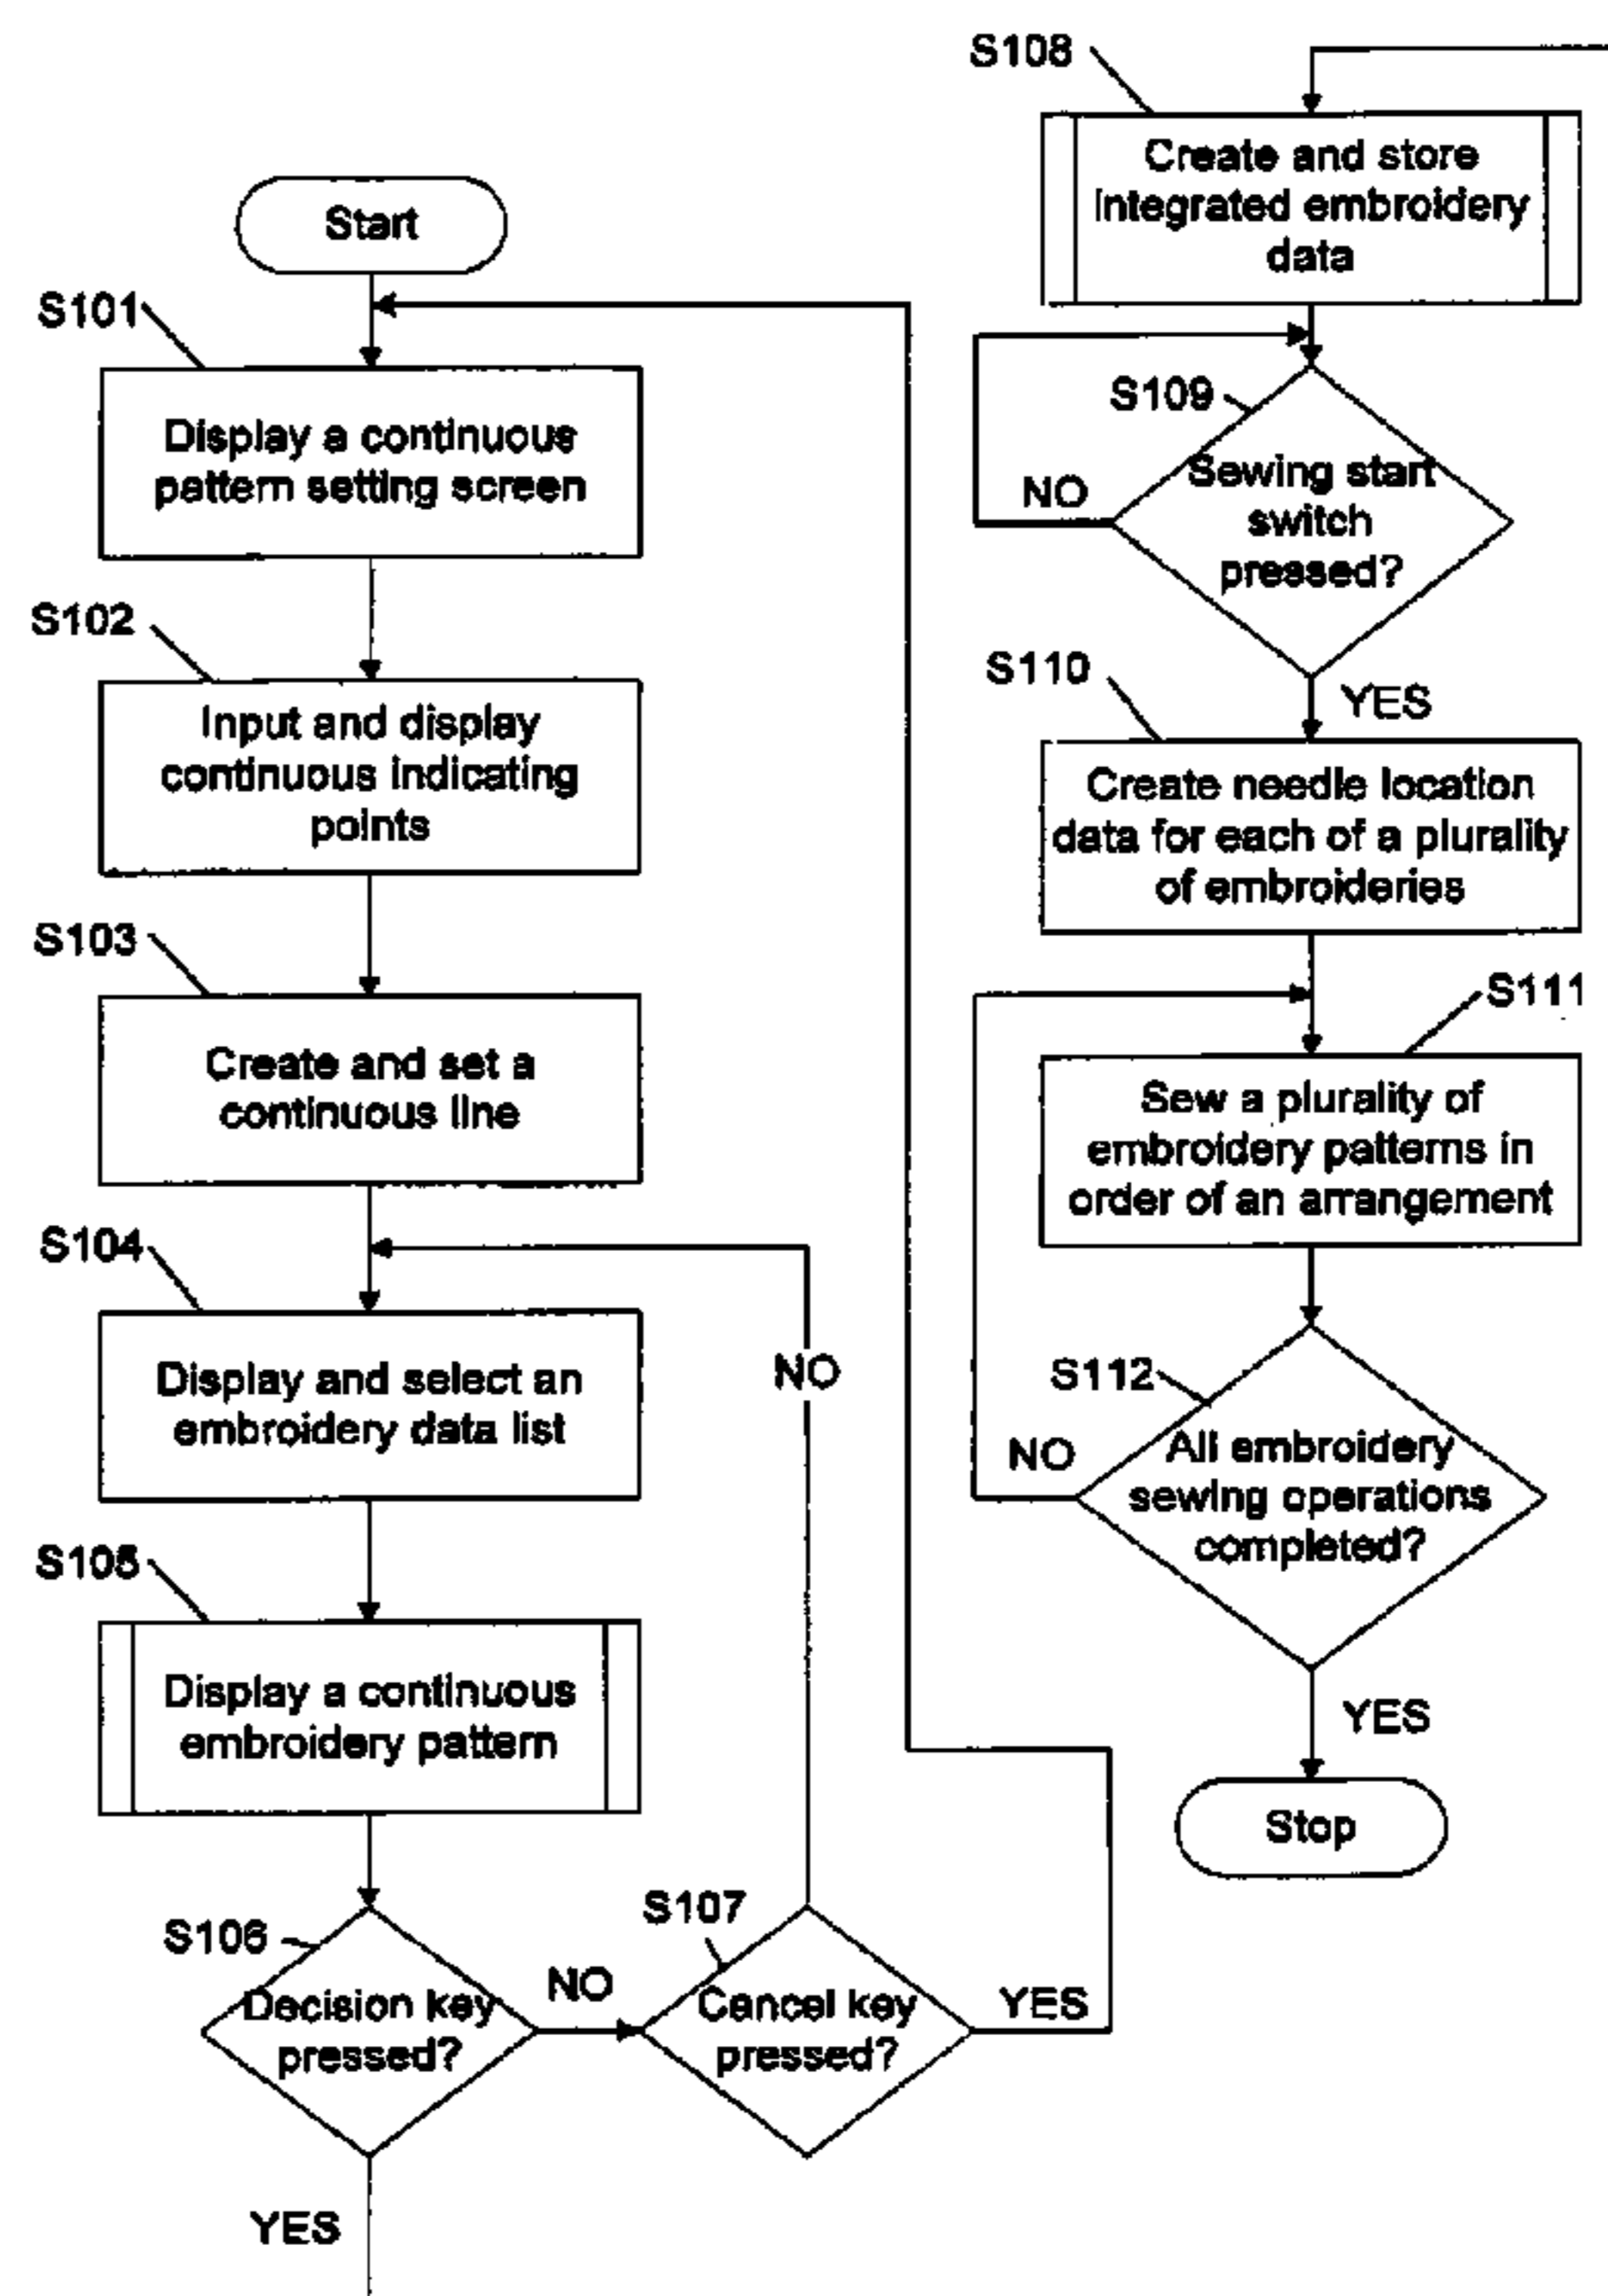 Start
S101
Display a continuous
pattern setting screen
S102
Input and display
continuous indicating
points
S103
Create and set a
continuous line
S104
Display and select an
embroidery data list
S105
Display a continuous
embroidery pattern
S106
Decision key
pressed?
NO
YES
S107
Cancel key
pressed?
NO
YES
S108
Create and store
integrated embroidery
data
S109
Sewing start
switch
pressed?
NO
YES
S110
Create needle location
data for each of a plurality
of embroideries
S111
Sew a plurality of
embroidery patterns in
order of an arrangement
S112
All embroidery
sewing operations
completed?
NO
YES
Stop